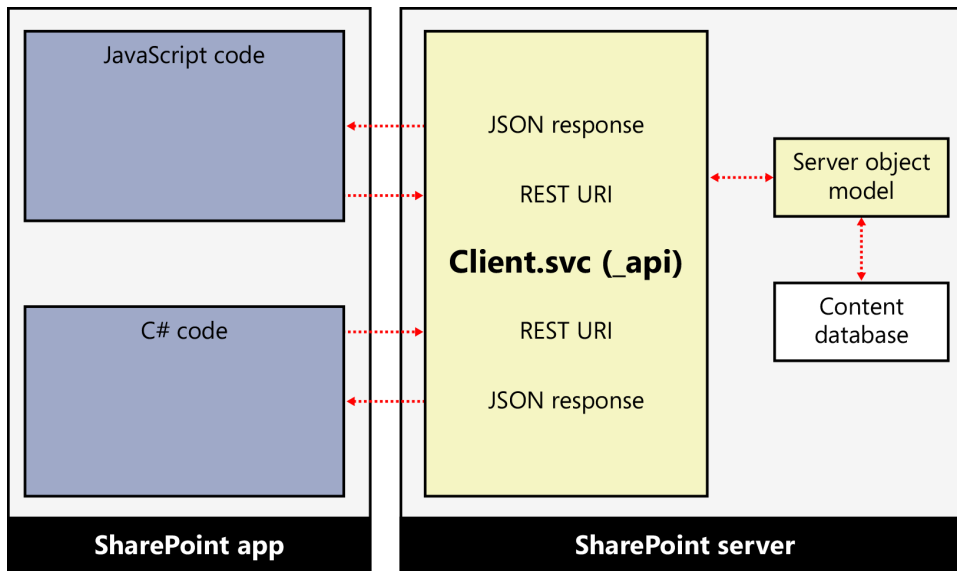 JavaScript code
JSON response
REST URI
Client.svc (_api)
C# code
REST URI
JSON response
Server object
model
Content
database
SharePoint app
SharePoint server